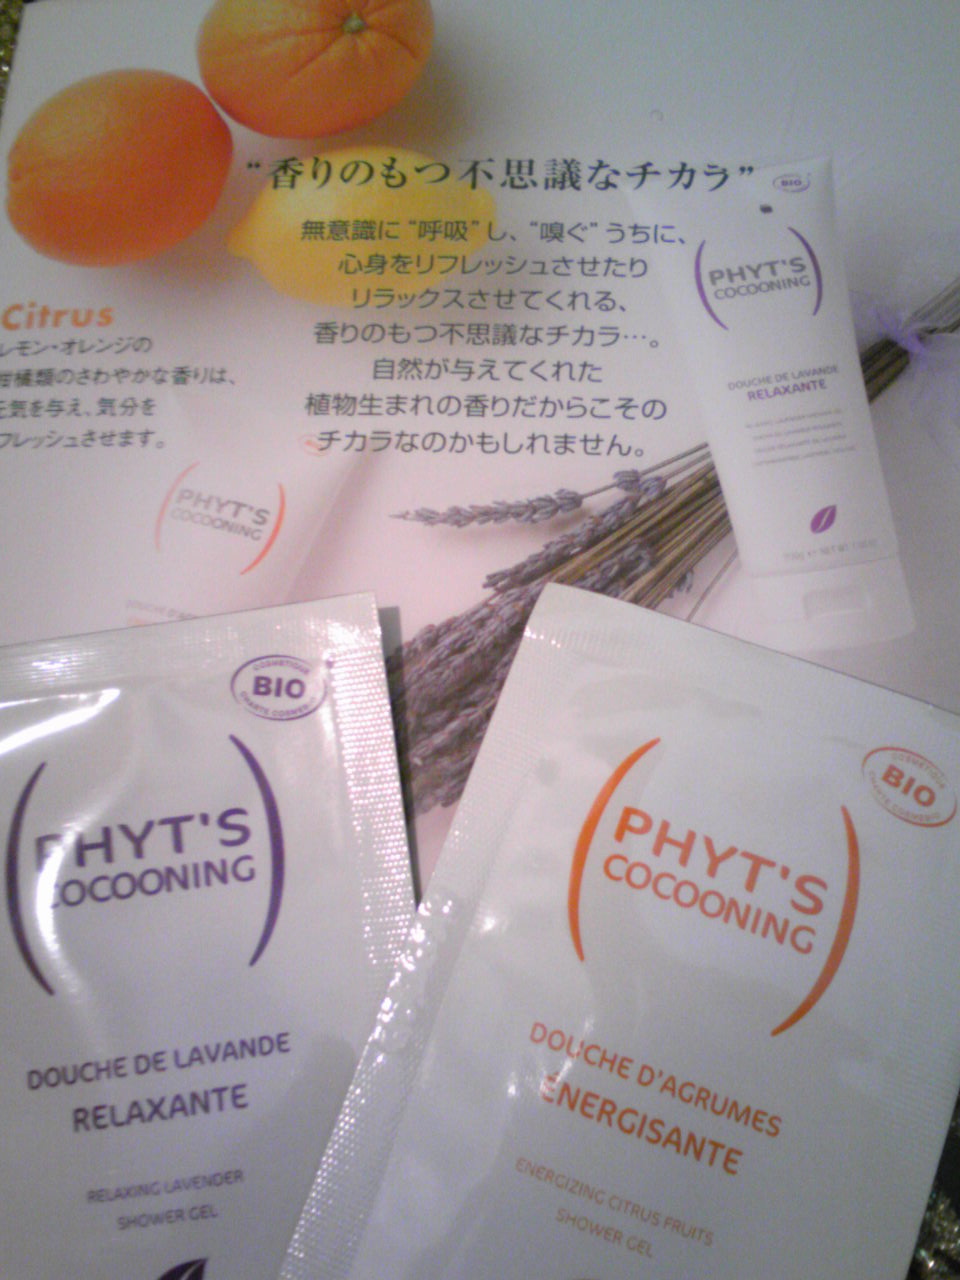 “香りのもつ不思議なチカラ”
無意識に“呼吸”し、“嗅ぐ”うちに、
心身をリフレッシュさせたり
リラックスさせてくれる、
香りのもつ不思議なチカラ…。
自然が与えてくれた
植物生まれの香りだからこその
チカラなのかもしれません。
Citrus
レモン・オレンジの
柑橘類のさわやかな香りは、
元気を与え、気分を
フレッシュさせます。
PHYT'S
COCOONING
BIO
PHYT'S
COCOONING
DOUCHE DE LAVANDE
RELAXANTE
COSMETIQUE
BIO
CHARTE COSMEBIO
PHYT'S
COCOONING
DOUCHE DE LAVANDE
RELAXANTE
RELAXING LAVENDER
SHOWER GEL
COSMETIQUE
BIO
CHARTE COSMEBIO
PHYT'S
COCOONING
DOUCHE D'AGRUMES
ÉNERGISANTE
ENERGIZING CITRUS FRUITS
SHOWER GEL